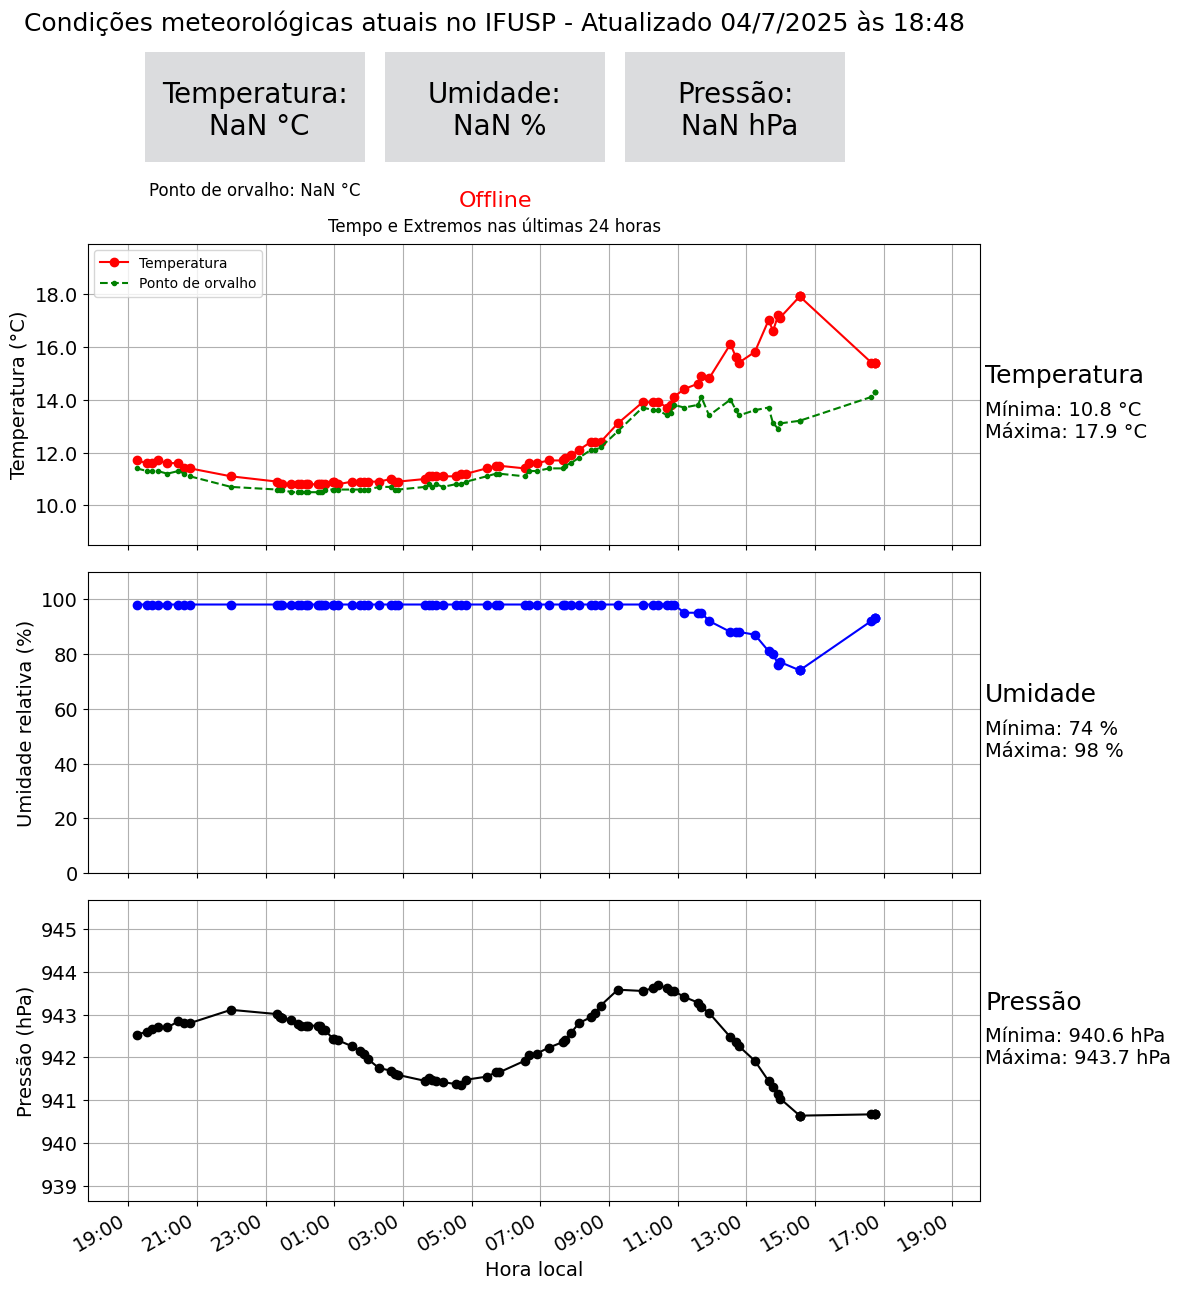 Condições meteorológicas atuais no IFUSP - Atualizado 04/7/2025 às 18:48
Temperatura:
NaN °C
Umidade:
NaN %
Pressão:
NaN hPa
Ponto de orvalho: NaN °C
Offline
Tempo e Extremos nas últimas 24 horas
Temperatura
Ponto de orvalho
Temperatura (°C)
18.0
16.0
14.0
12.0
10.0
Temperatura
Mínima: 10.8 °C
Máxima: 17.9 °C
Umidade relativa (%)
100
80
60
40
20
0
Umidade
Mínima: 74 %
Máxima: 98 %
Pressão (hPa)
945
944
943
942
941
940
939
Pressão
Mínima: 940.6 hPa
Máxima: 943.7 hPa
19:00 21:00 23:00 01:00 03:00 05:00 07:00 09:00 11:00 13:00 15:00 17:00 19:00
Hora local